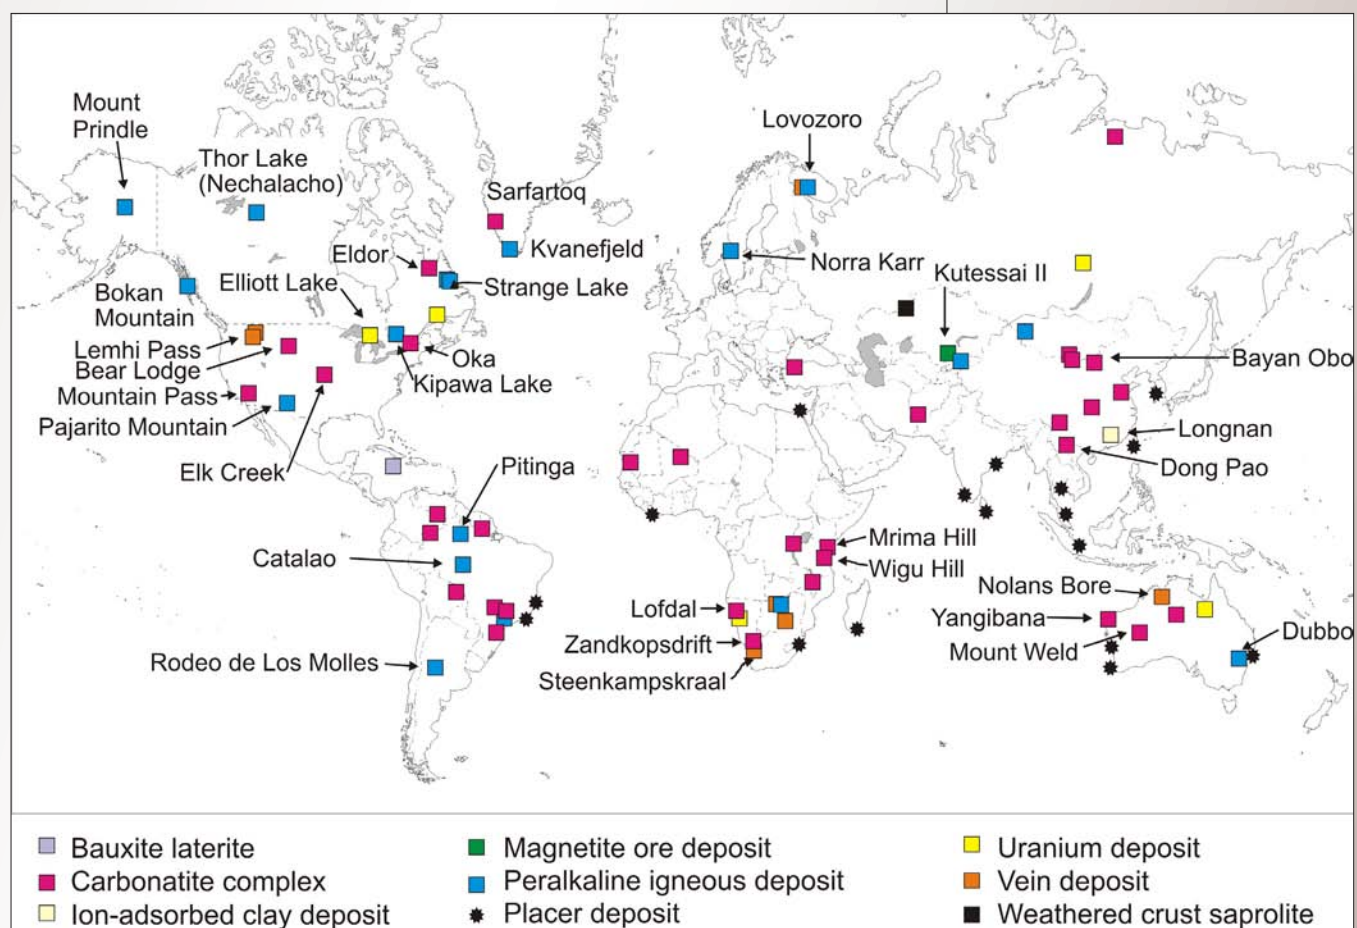 Mount
Prindle
Thor Lake
(Nechalacho)
Lovozoro
Sarfartoq
Eldor
Kvanefjeld
Norra Karr
Kutessai II
Elliott Lake
Strange Lake
Bokan
Mountain
Lemhi Pass
Bear Lodge
Oka
Kipawa Lake
Bayan Obo
Mountain Pass
Pajarito Mountain
Longnan
Dong Pao
Elk Creek
Pitinga
Catalao
Mrima Hill
Wigu Hill
Nolans Bore
Lofdal
Yangibana
Zandkopsdrift
Mount Weld
Dubbo
Rodeo de Los Molles
Steenkampskraal
Bauxite laterite
Carbonatite complex
Ion-adsorbed clay deposit
Magnetite ore deposit
Peralkaline igneous deposit
Placer deposit
Uranium deposit
Vein deposit
Weathered crust saprolite